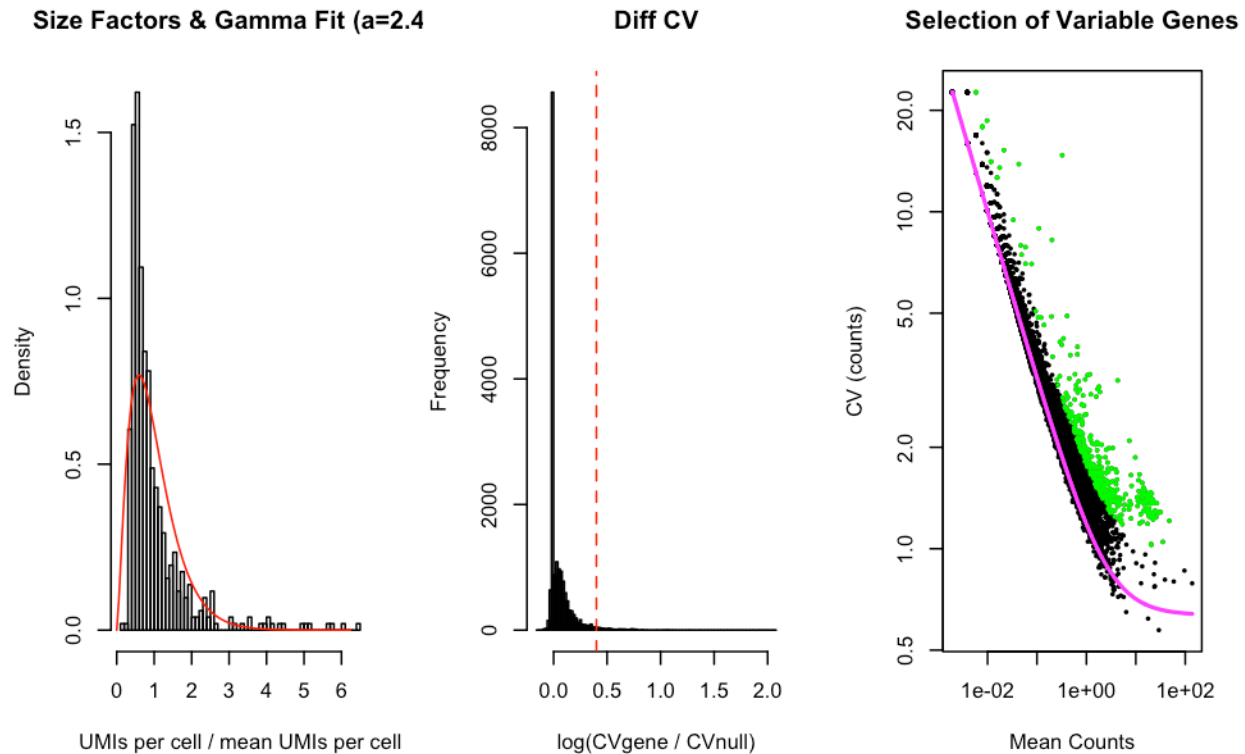 Size Factors & Gamma Fit (a=2.4
Density
0.0
0.5
1.0
1.5
0
1
2
3
4
5
6
UMIs per cell / mean UMIs per cell
Diff CV
Frequency
0
2000
4000
6000
8000
0.0
0.5
1.0
1.5
2.0
log(CVgene / CVnull)
Selection of Variable Genes
CV (counts)
0.5
1.0
2.0
5.0
10.0
20.0
1e-02
1e+00
1e+02
Mean Counts